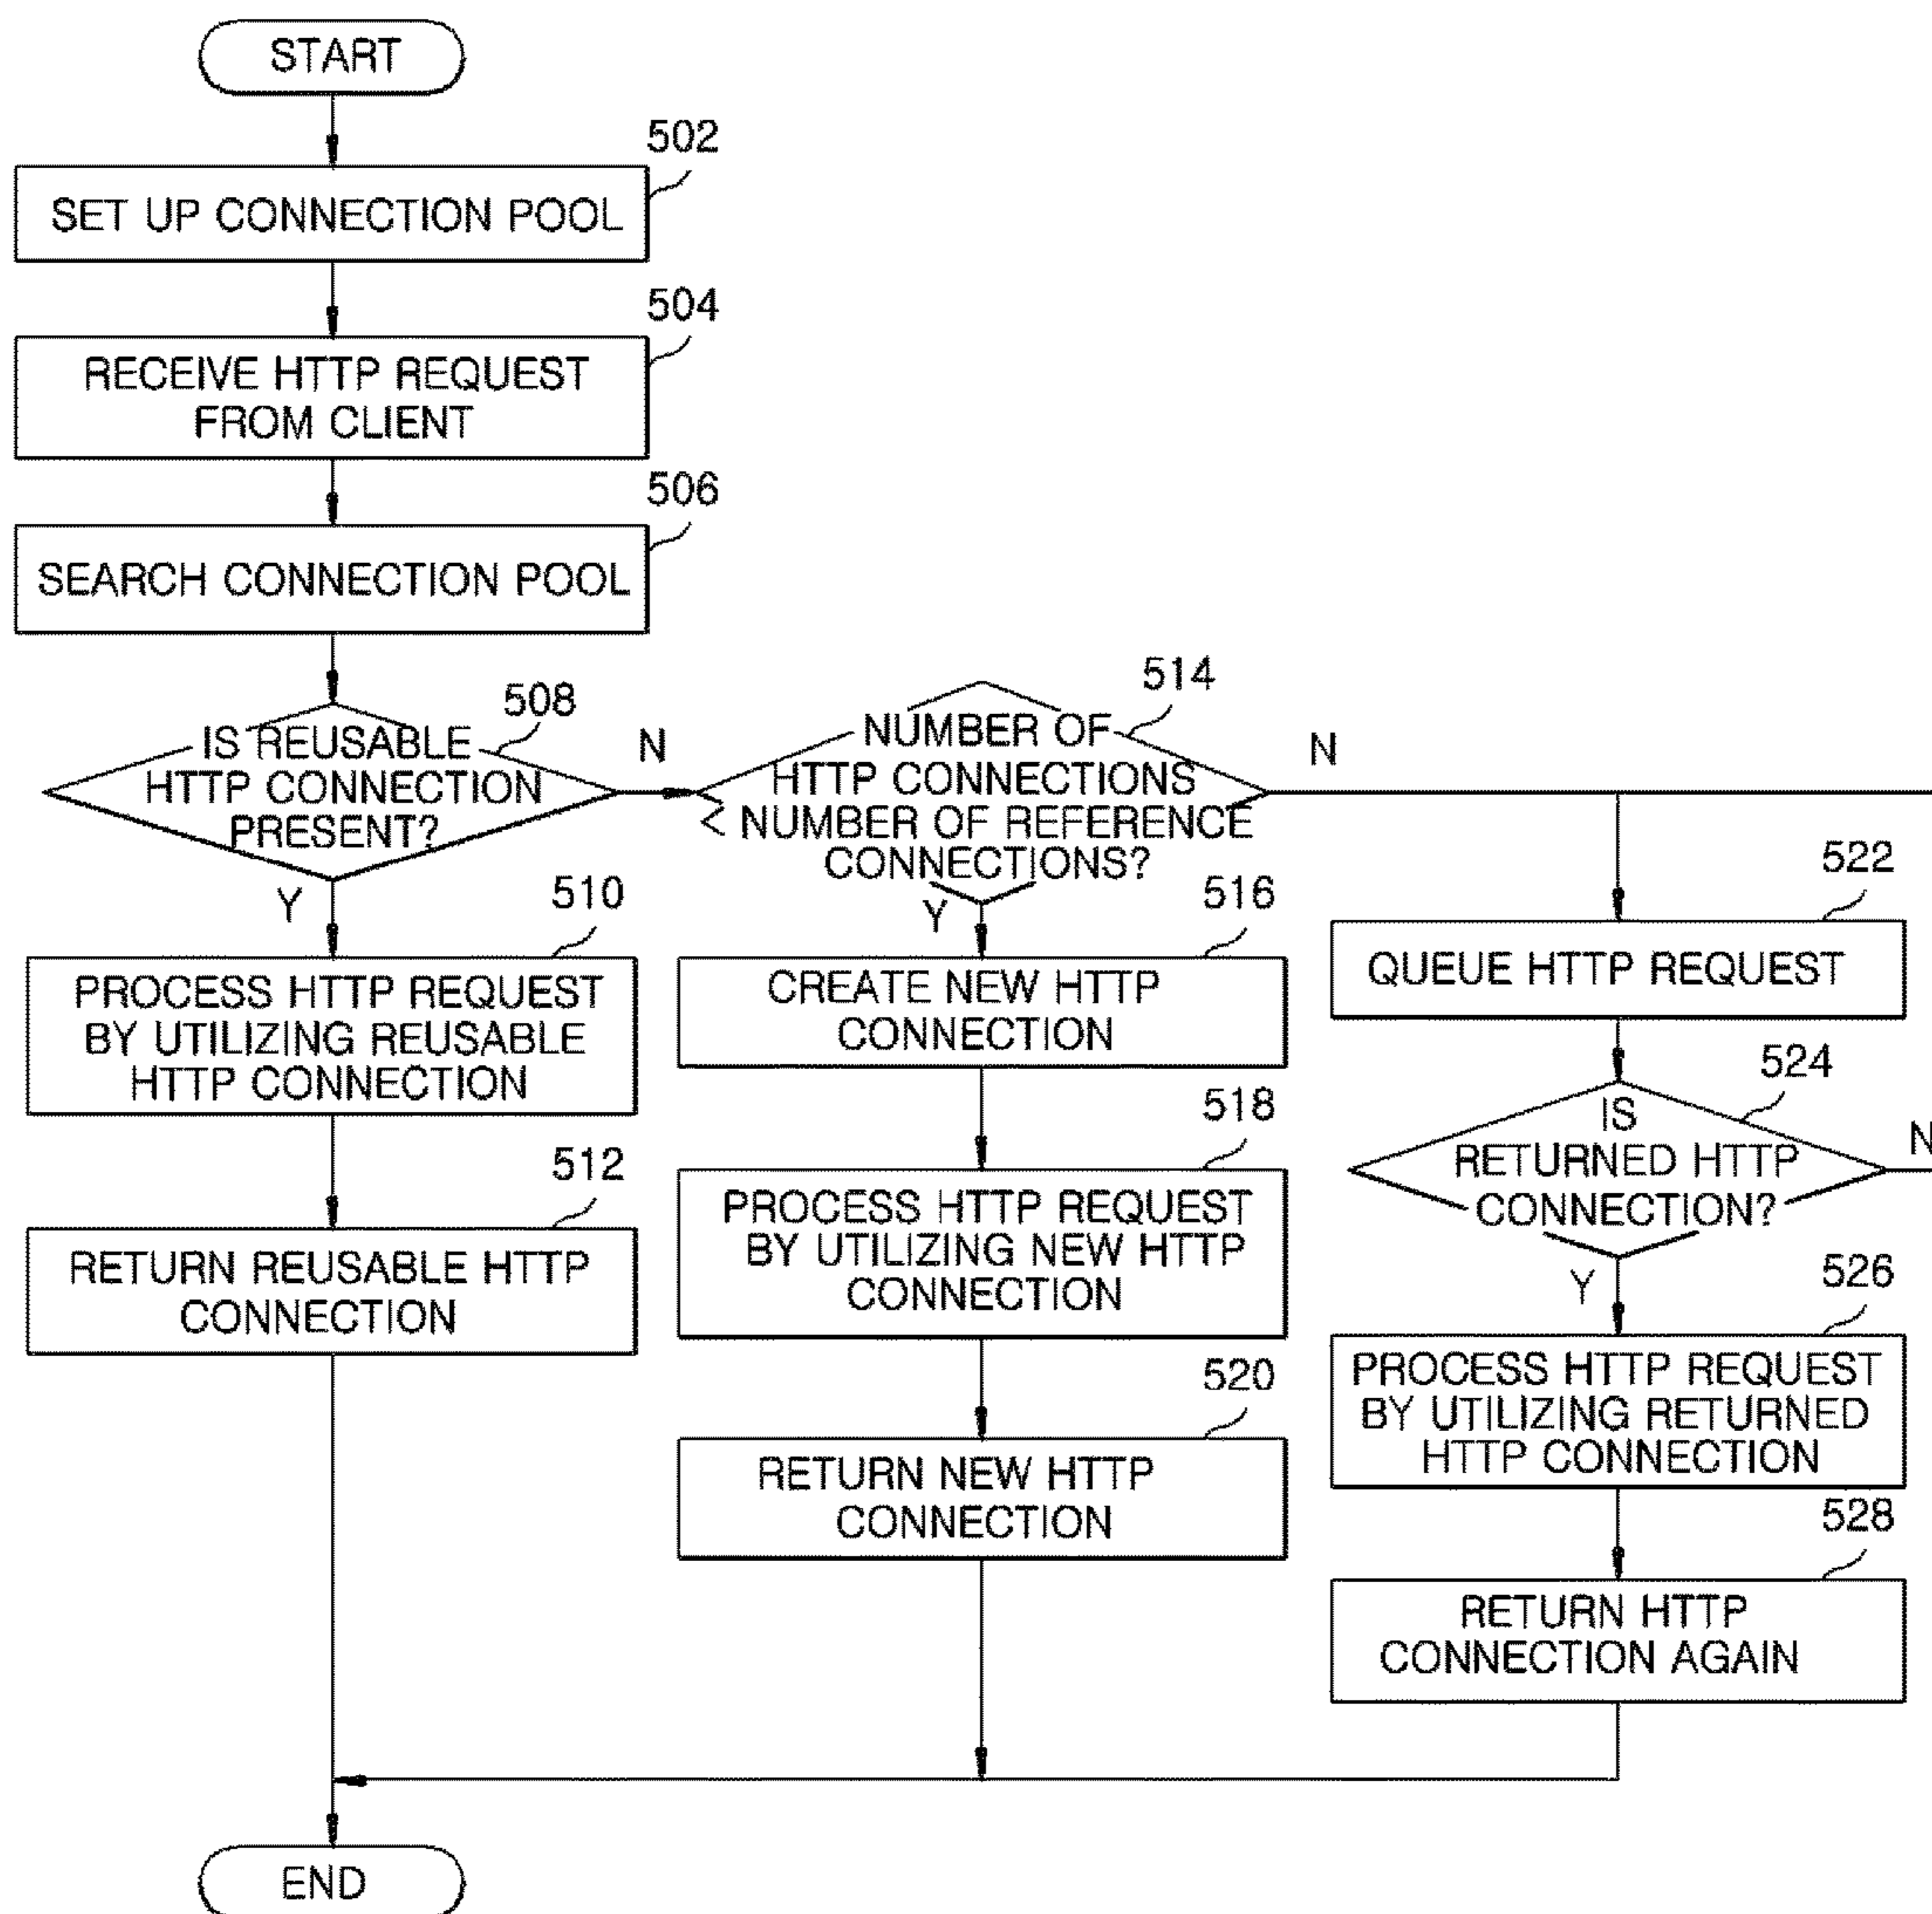 START
502
SET UP CONNECTION POOL
504
RECEIVE HTTP REQUEST
FROM CLIENT
506
SEARCH CONNECTION POOL
508
IS REUSABLE
HTTP CONNECTION
PRESENT?
N
Y
510
PROCESS HTTP REQUEST
BY UTILIZING REUSABLE
HTTP CONNECTION
512
RETURN REUSABLE HTTP
CONNECTION
514
NUMBER OF
HTTP CONNECTIONS
< NUMBER OF REFERENCE
CONNECTIONS?
N
Y
516
CREATE NEW HTTP
CONNECTION
518
PROCESS HTTP REQUEST
BY UTILIZING NEW HTTP
CONNECTION
520
RETURN NEW HTTP
CONNECTION
522
QUEUE HTTP REQUEST
524
IS
RETURNED HTTP
CONNECTION?
N
Y
526
PROCESS HTTP REQUEST
BY UTILIZING RETURNED
HTTP CONNECTION
528
RETURN HTTP
CONNECTION AGAIN
END